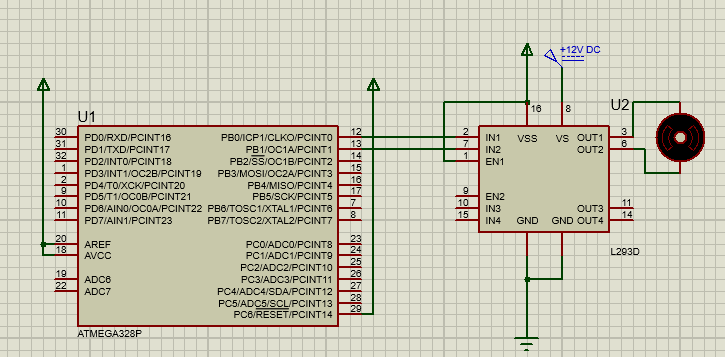 +12V DC
U1
U2
30 PD0/RXD/PCINT16 PB0/ICP1/CLKO/PCINT0 12
31 PD1/TXD/PCINT17 PB1/OC1A/PCINT1 13
32 PD2/INT0/PCINT18 PB2/SS/OC1B/PCINT2 14
1 PD3/INT1/OC2B/PCINT19 PB3/MOSI/OC2A/PCINT3 15
2 PD4/T0/XCK/PCINT20 PB4/MISO/PCINT4 16
9 PD5/T1/OC0B/PCINT21 PB5/SCK/PCINT5 17
10 PD6/AIN0/OC0A/PCINT22 PB6/TOSC1/XTAL1/PCINT6 7
11 PD7/AIN1/PCINT23 PB7/TOSC2/XTAL2/PCINT7 8
20 AREF PC0/ADC0/PCINT8 23
18 AVCC PC1/ADC1/PCINT9 24
PC2/ADC2/PCINT10 25
19 ADC6 PC3/ADC3/PCINT11 26
22 ADC7 PC4/ADC4/SDA/PCINT12 27
PC5/ADC5/SCL/PCINT13 28
PC6/RESET/PCINT14 29
ATMEGA328P
16 8
2 IN1 VSS VS OUT1 3
7 IN2 OUT2 6
1 EN1
9 EN2
10 IN3 OUT3 11
15 IN4 GND GND OUT4 14
L293D